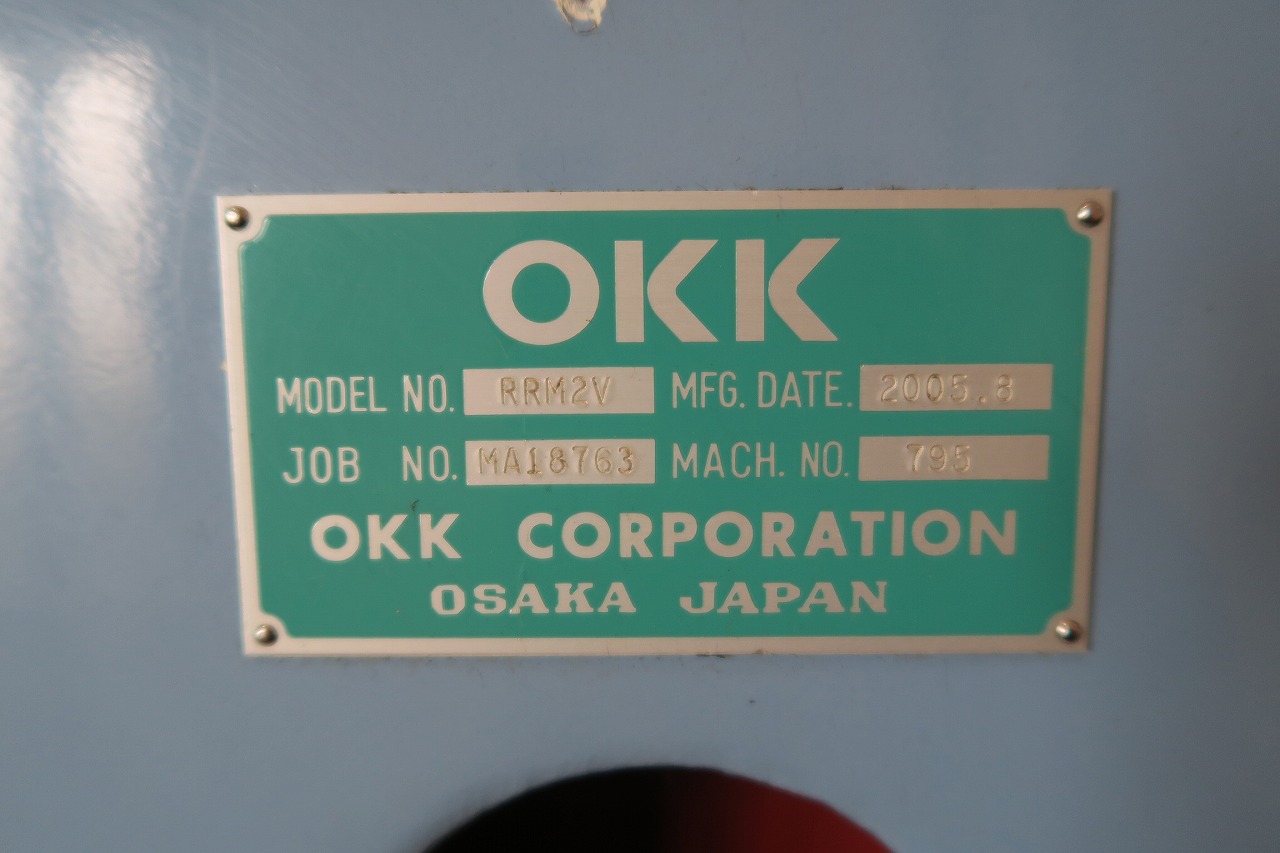 OKK
MODEL NO. RRM2V MFG. DATE. 2005.8
JOB NO. MA18763 MACH. NO. 795
OKK CORPORATION
OSAKA JAPAN